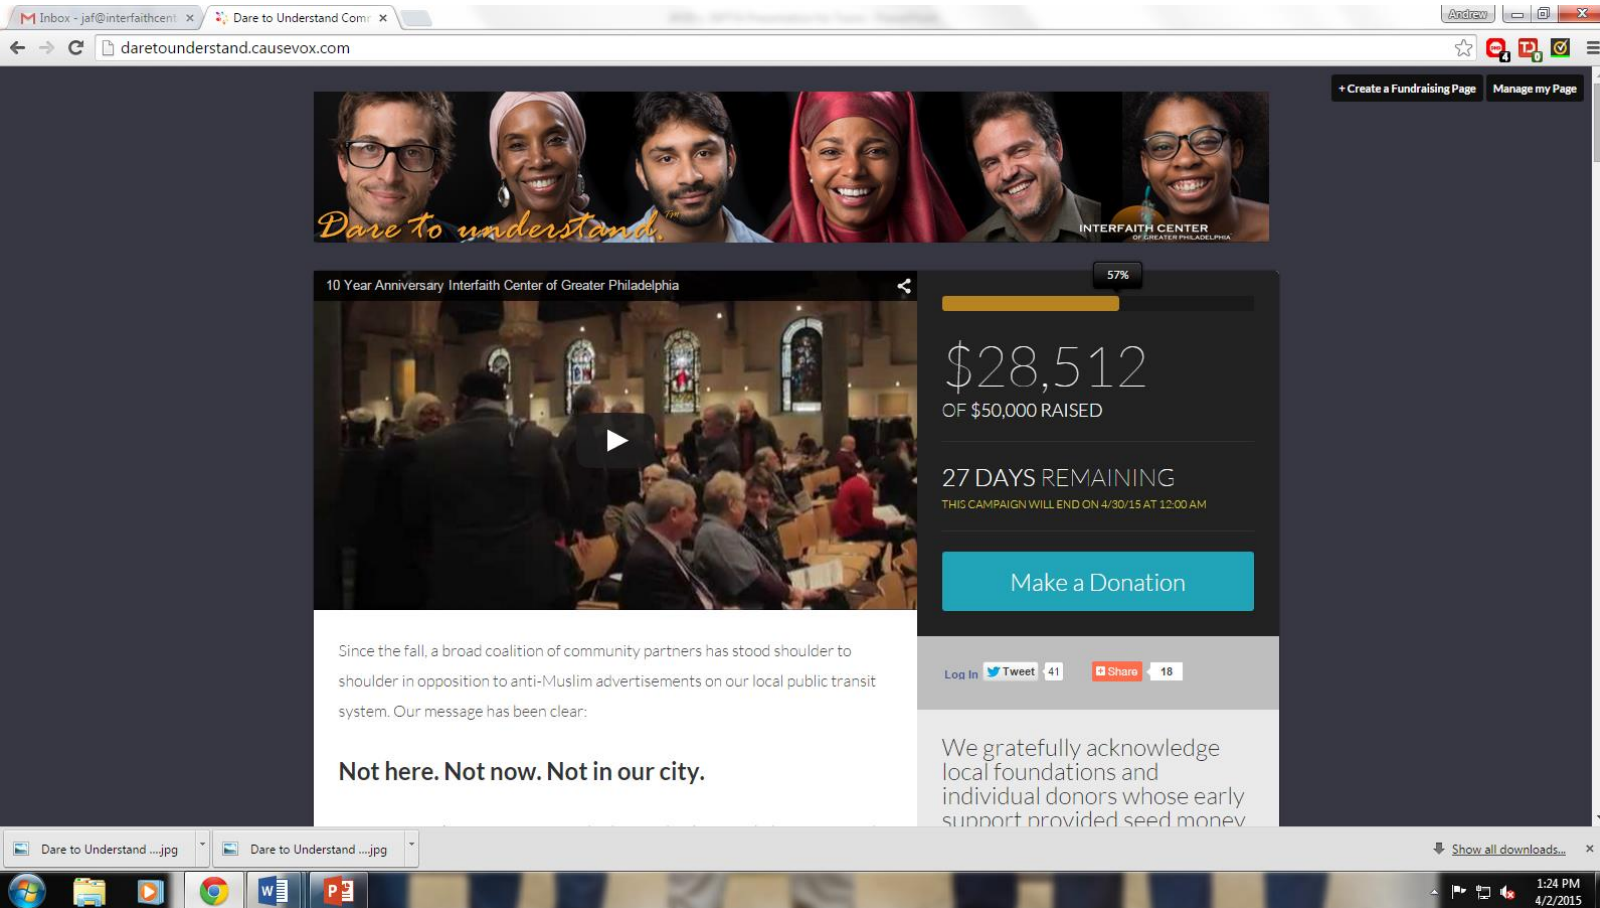 Inbox - jaf@interfaithcent
Dare to Understand Comr
Andrew
daretounderstand.causevox.com
+ Create a Fundraising Page
Manage my Page
Dare to understand.™
INTERFAITH CENTER
OF GREATER PHILADELPHIA
10 Year Anniversary Interfaith Center of Greater Philadelphia
57%
$28,512
OF $50,000 RAISED
27 DAYS REMAINING
THIS CAMPAIGN WILL END ON 4/30/15 AT 12:00 AM
Make a Donation
Log In Tweet 41 Share 18
Since the fall, a broad coalition of community partners has stood shoulder to
shoulder in opposition to anti-Muslim advertisements on our local public transit
system. Our message has been clear:
Not here. Not now. Not in our city.
We gratefully acknowledge
local foundations and
individual donors whose early
support provided seed money
Dare to Understand ....jpg
Dare to Understand ....jpg
Show all downloads...
1:24 PM
4/2/2015